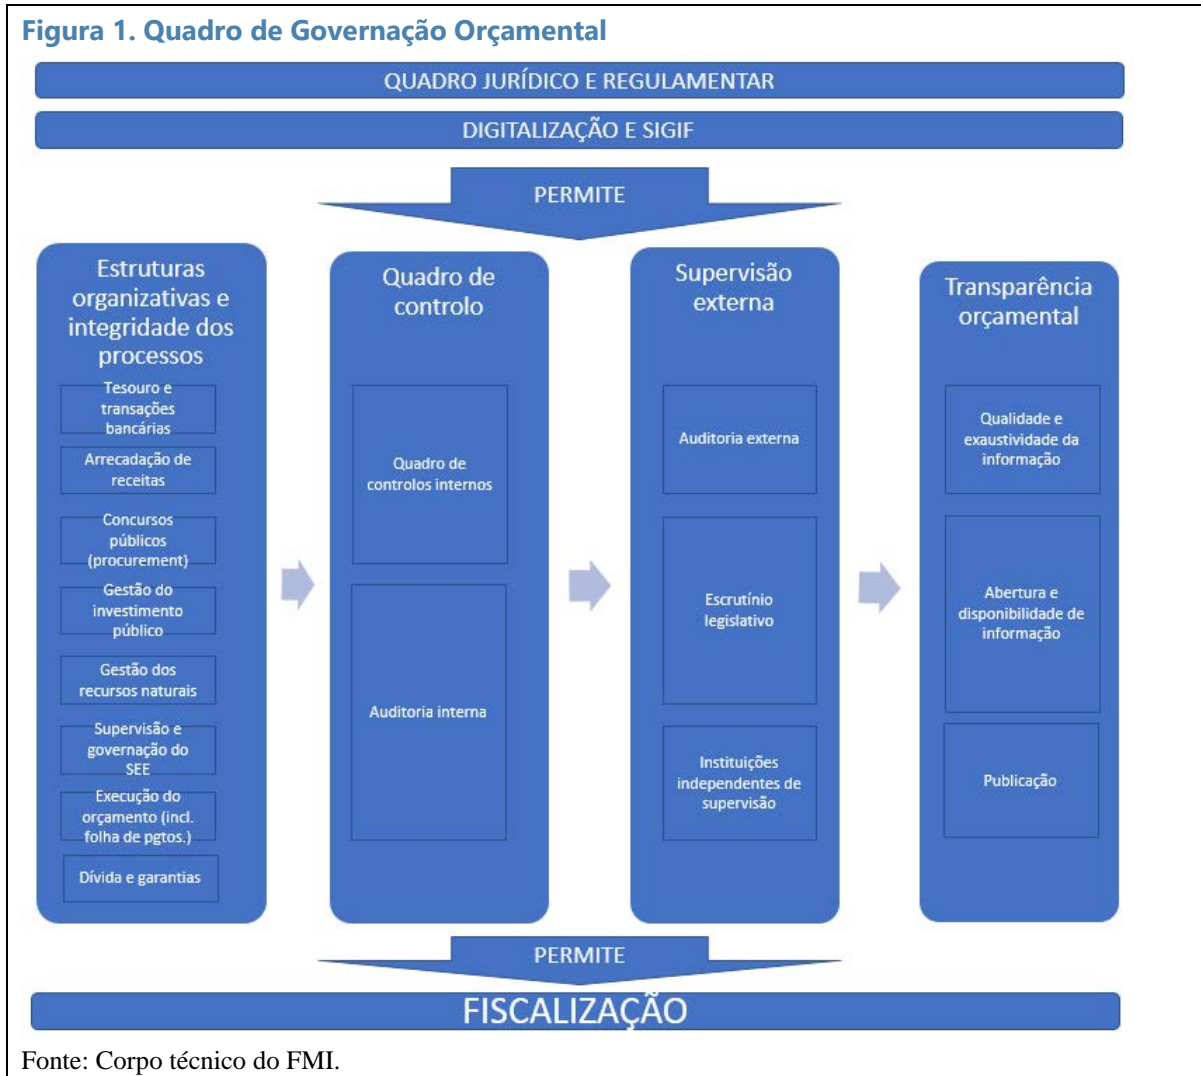 Figura 1. Quadro de Governação Orçamental
QUADRO JURÍDICO E REGULAMENTAR
DIGITALIZAÇÃO E SIGIF
PERMITE
Estruturas
organizativas e
integridade dos
processos
Tesouro e
transações
bancárias
Arrecadação de
receitas
Concursos
públicos
(procurement)
Gestão do
investimento
público
Gestão dos
recursos naturais
Supervisão e
governação do
SEE
Execução do
orçamento (incl.
folha de pgtos.)
Dívida e garantias
Quadro de
controlo
Quadro de
controlos internos
Auditoria interna
Supervisão
externa
Auditoria externa
Escrutínio
legislativo
Instituições
independentes de
supervisão
Transparência
orçamental
Qualidade e
exaustividade da
informação
Abertura e
disponibilidade de
informação
Publicação
PERMITE
FISCALIZAÇÃO
Fonte: Corpo técnico do FMI.